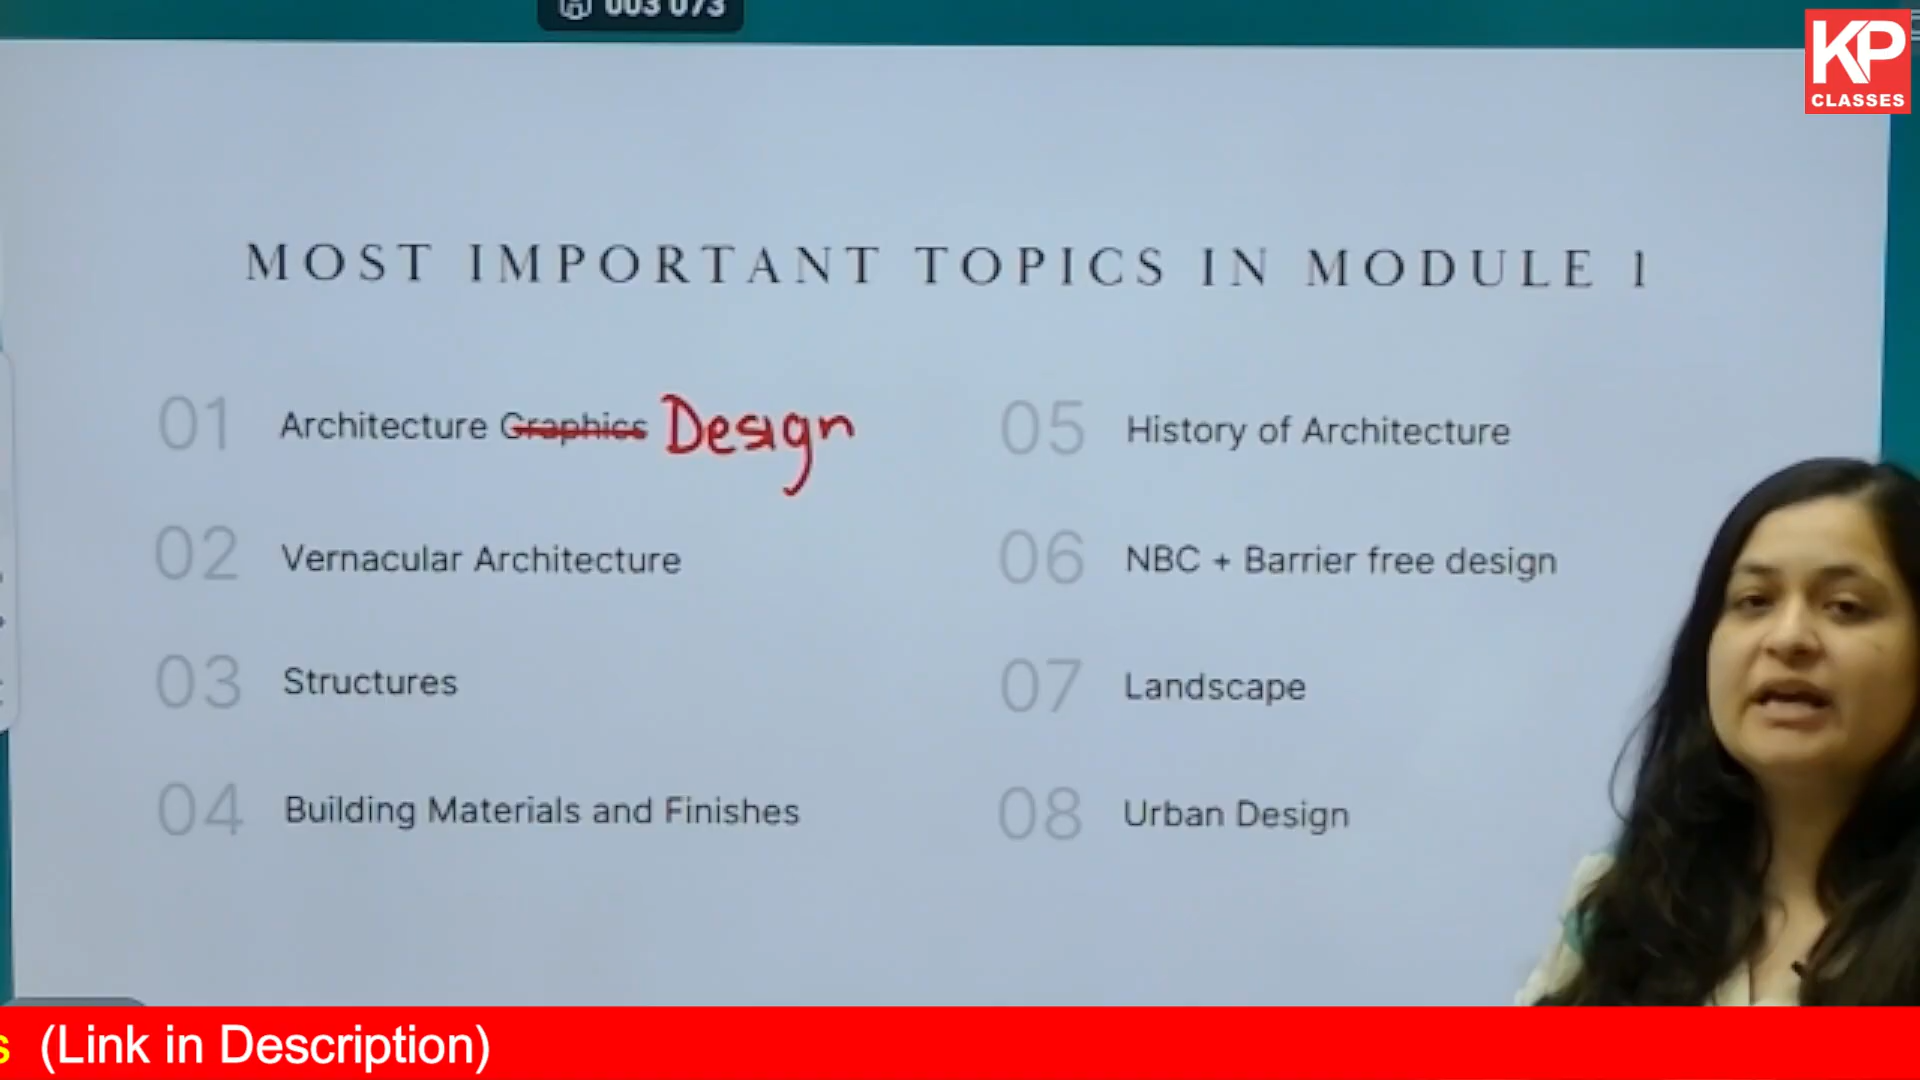 003 073
KP
CLASSES
MOST IMPORTANT TOPICS IN MODULE 1
01 Architecture Graphics Design
02 Vernacular Architecture
03 Structures
04 Building Materials and Finishes
05 History of Architecture
06 NBC + Barrier free design
07 Landscape
08 Urban Design
s (Link in Description)